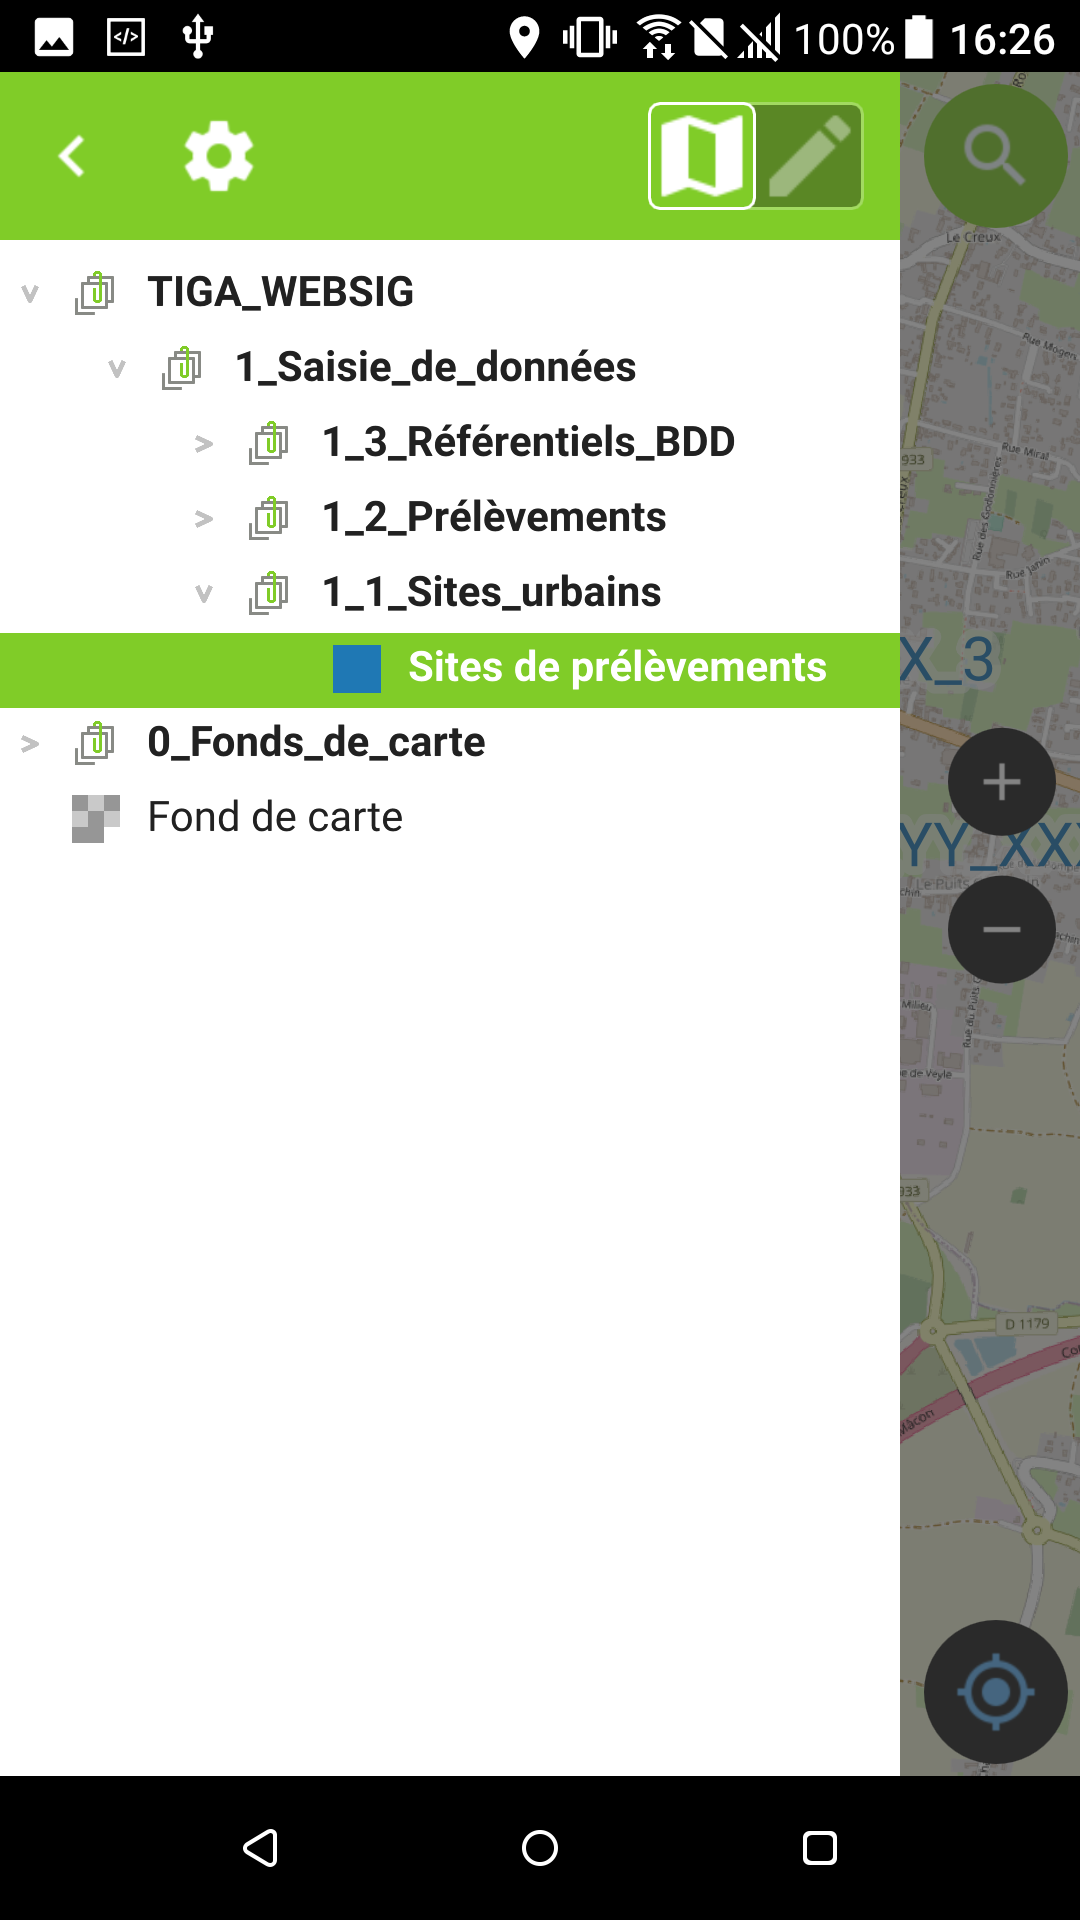 100% 16:26
TIGA_WEBSIG
1_Saisie_de_données
1_3_Référentiels_BDD
1_2_Prélèvements
1_1_Sites_urbains
Sites de prélèvements
0_Fonds_de_carte
Fond de carte
Le Creux
Rue Mogen
Rue Miral
933
Rue des Godonnières
Rue Janin
X_3
YY_XX
Le Puits
Milieu
Rue du Puits
e de Veyle
933
D 1179
Mâcon